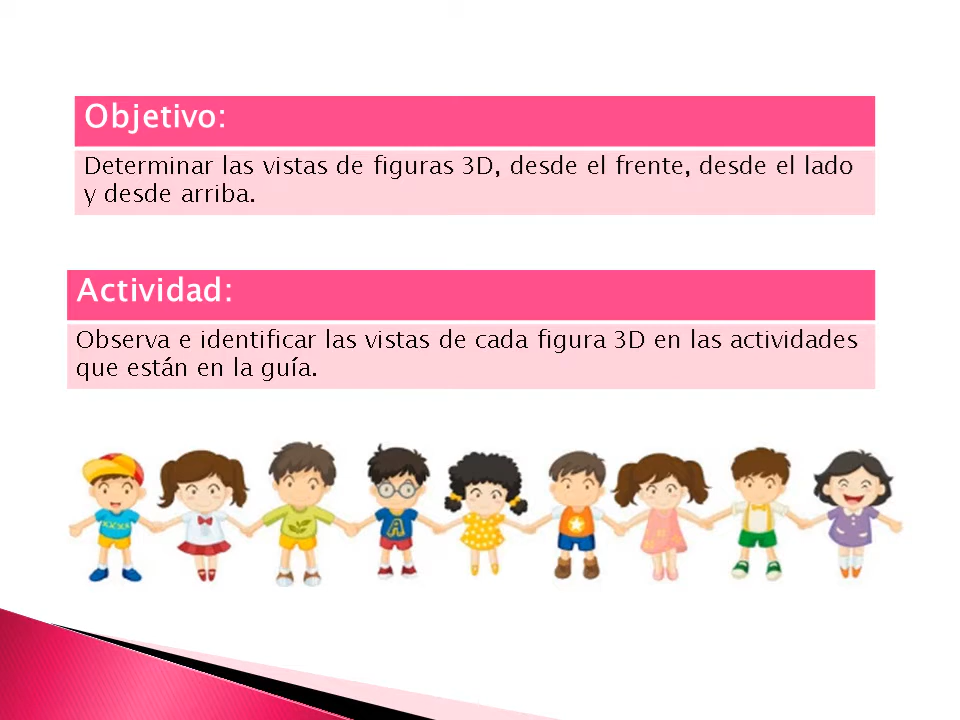 Objetivo:
Determinar las vistas de figuras 3D, desde el frente, desde el lado
y desde arriba.
Actividad:
Observa e identificar las vistas de cada figura 3D en las actividades
que están en la guía.
A